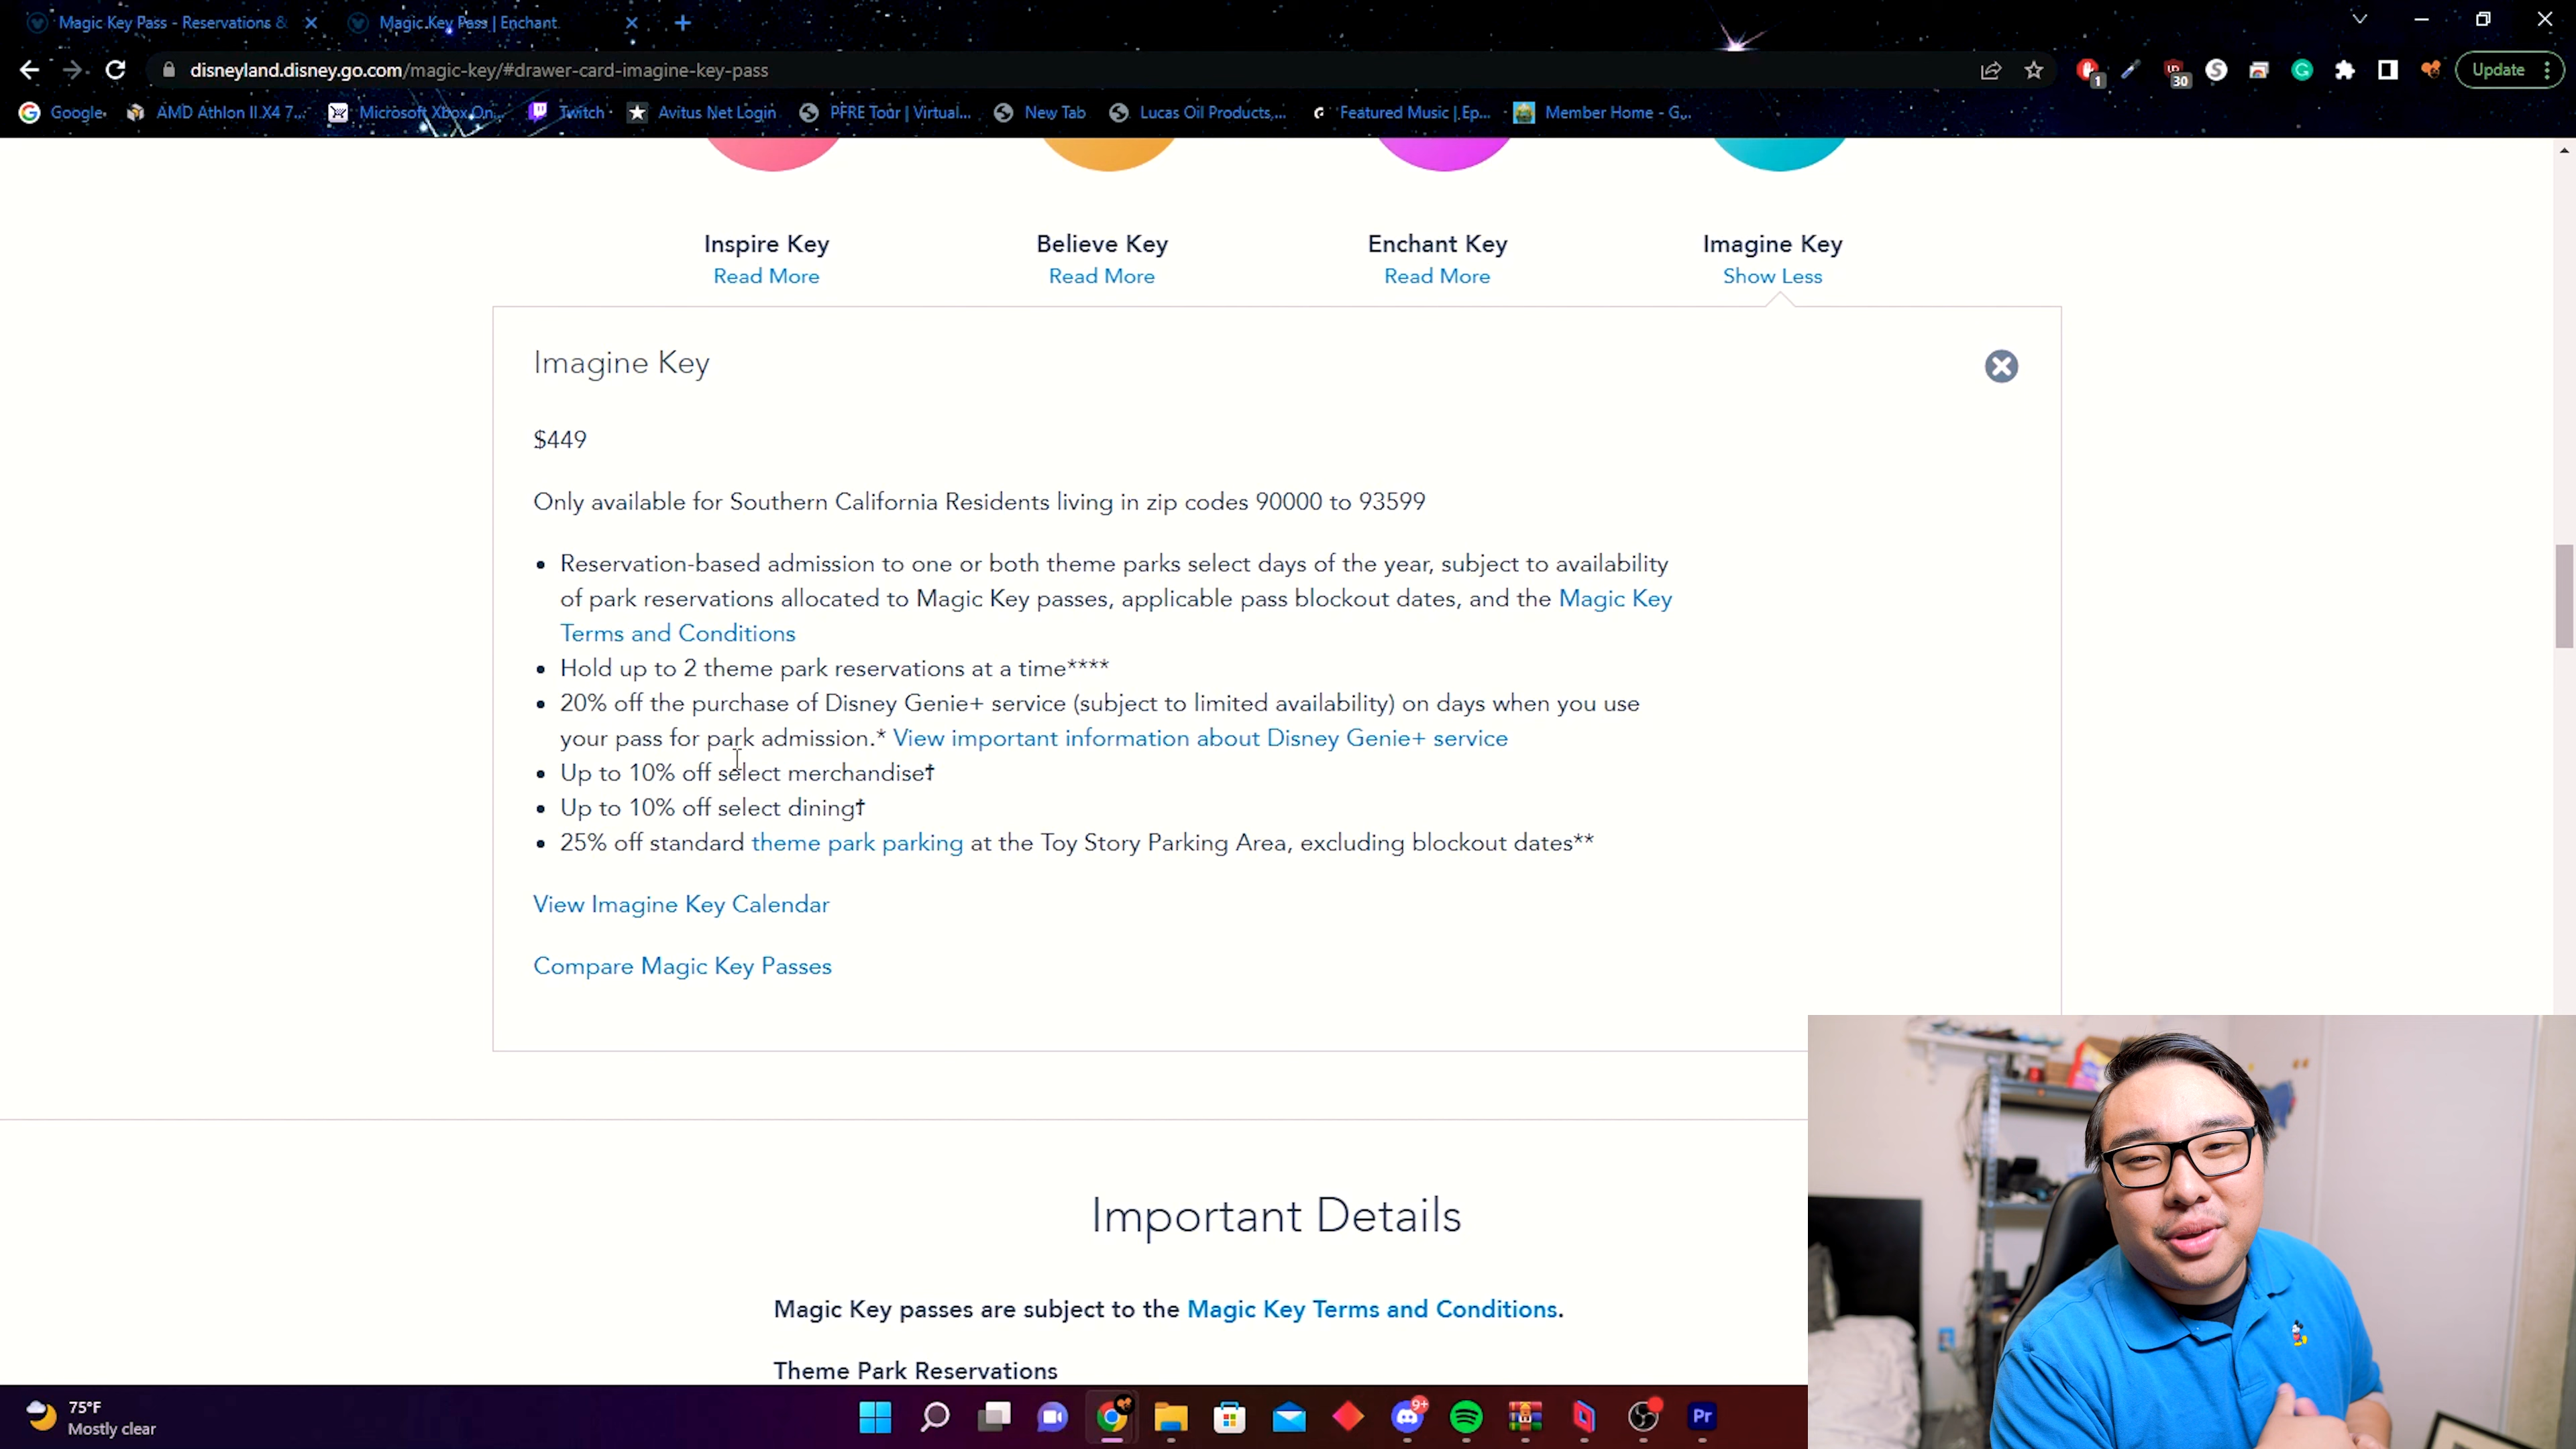 Magic Key Pass - Reservations &
Magic Key Pass | Enchant
disneyland.disney.go.com/magic-key/#drawer-card-imagine-key-pass
1
30
Update
Google
AMD Athlon II X4 7...
Microsoft Xbox On...
Twitch
Avitus Net Login
PFRE Tour | Virtual...
New Tab
Lucas Oil Products,...
Featured Music | Ep...
Member Home - G...
Inspire Key
Read More
Believe Key
Read More
Enchant Key
Read More
Imagine Key
Show Less
Imagine Key
$449
Only available for Southern California Residents living in zip codes 90000 to 93599
• Reservation-based admission to one or both theme parks select days of the year, subject to availability
of park reservations allocated to Magic Key passes, applicable pass blockout dates, and the Magic Key
Terms and Conditions
• Hold up to 2 theme park reservations at a time****
• 20% off the purchase of Disney Genie+ service (subject to limited availability) on days when you use
your pass for park admission.* View important information about Disney Genie+ service
• Up to 10% off select merchandise†
• Up to 10% off select dining†
• 25% off standard theme park parking at the Toy Story Parking Area, excluding blockout dates**
View Imagine Key Calendar
Compare Magic Key Passes
Important Details
Magic Key passes are subject to the Magic Key Terms and Conditions.
Theme Park Reservations
75°F
Mostly clear
9+
Pr